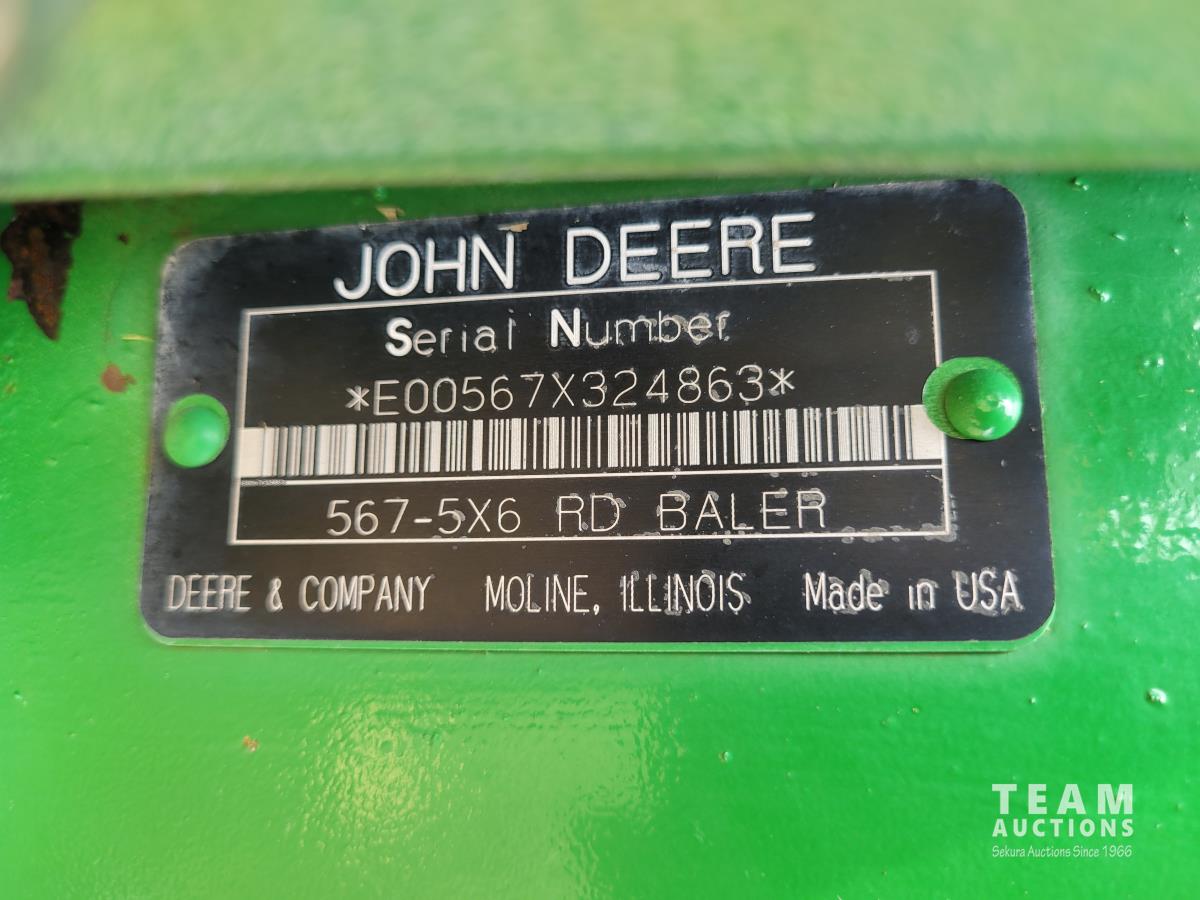 JOHN DEERE
Serial Number
*E00567X324863*
567-5X6 RD BALER
DEERE & COMPANY MOLINE, ILLINOIS Made in USA
TEAM
AUCTIONS
Sekura Auctions Since 1966